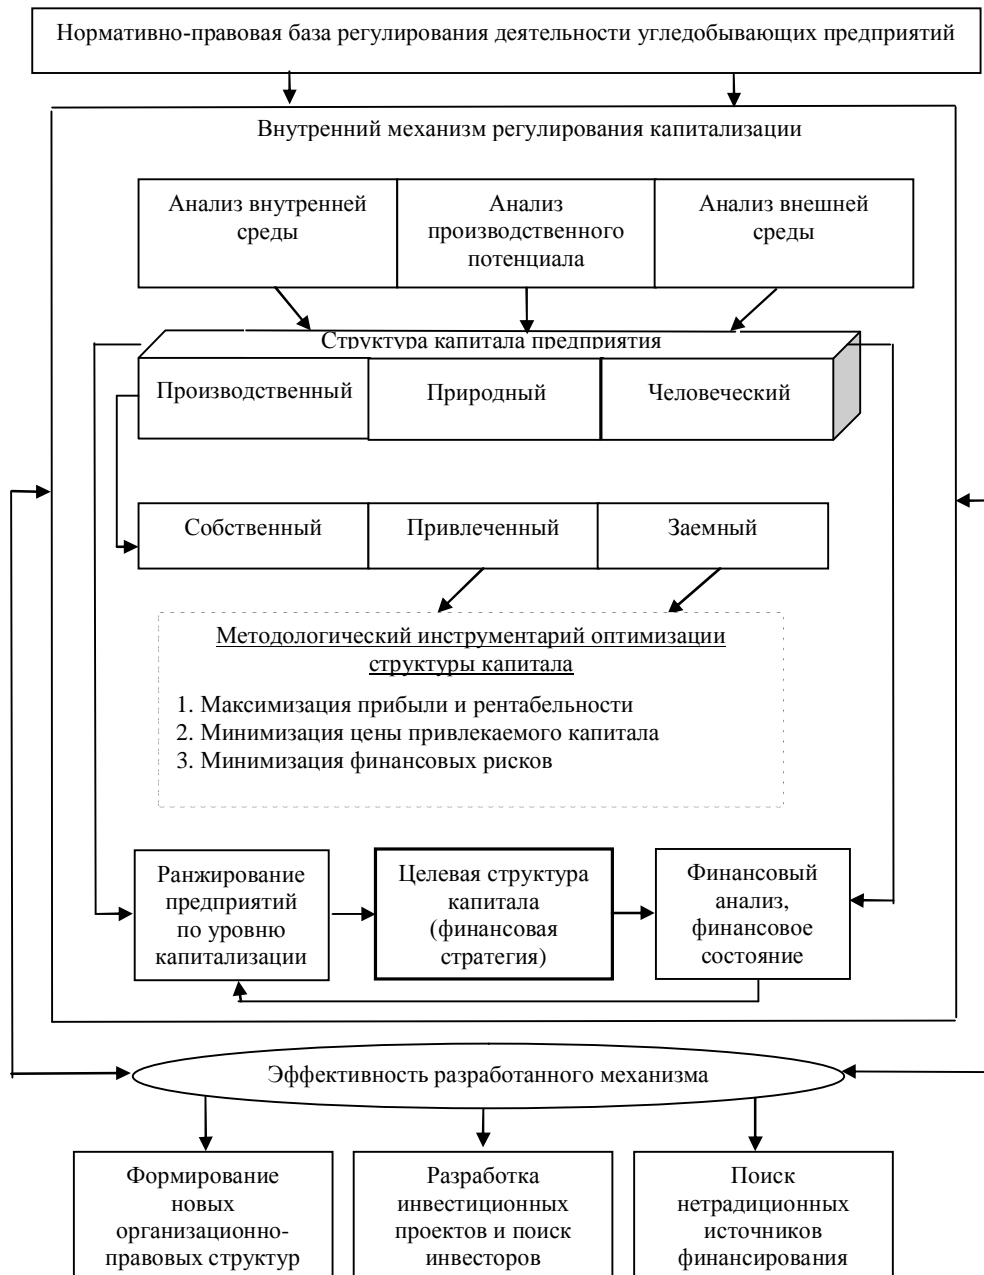 Нормативно-правовая база регулирования деятельности угледобывающих предприятий
Внутренний механизм регулирования капитализации
Анализ внутренней
среды
Анализ
производственного
потенциала
Анализ внешней
среды
Структура капитала предприятия
Производственный
Природный
Человеческий
Собственный
Привлеченный
Заемный
Методологический инструментарий оптимизации
структуры капитала
1. Максимизация прибыли и рентабельности
2. Минимизация цены привлекаемого капитала
3. Минимизация финансовых рисков
Ранжирование
предприятий
по уровню
капитализации
Целевая структура
капитала
(финансовая
стратегия)
Финансовый
анализ,
финансовое
состояние
Эффективность разработанного механизма
Формирование
новых
организационно-
правовых структур
Разработка
инвестиционных
проектов и поиск
инвесторов
Поиск
нетрадиционных
источников
финансирования